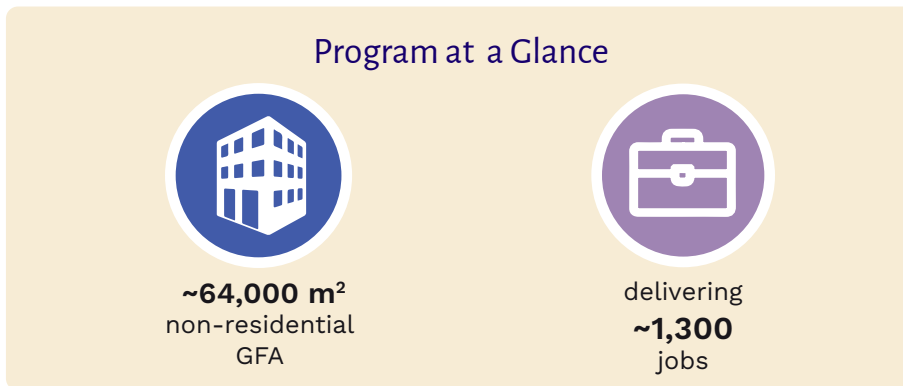 Program at a Glance
~64,000 m²
non-residential
GFA
delivering
~1,300
jobs